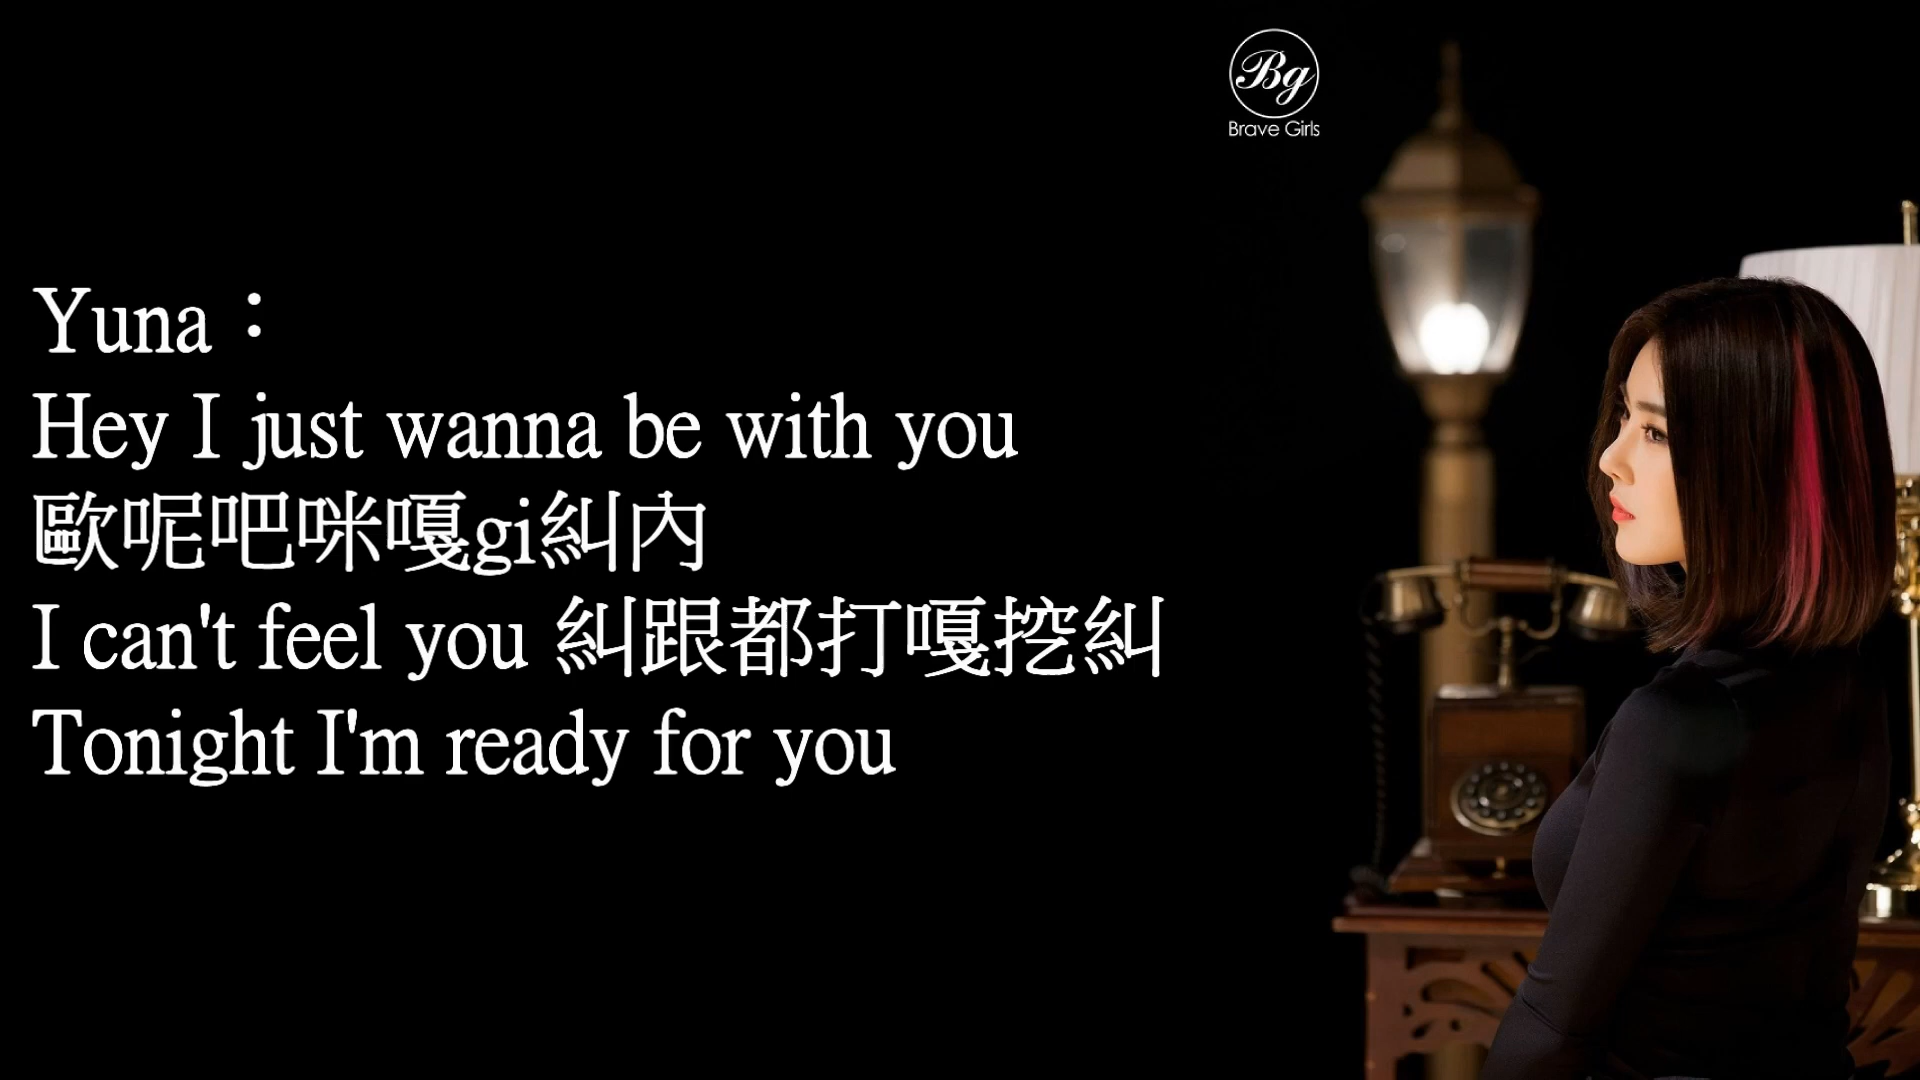 Bg
Brave Girls
Yuna：
Hey I just wanna be with you
歐呢吧咪嘎gi糾內
I can't feel you 糾跟都打嘎挖糾
Tonight I'm ready for you